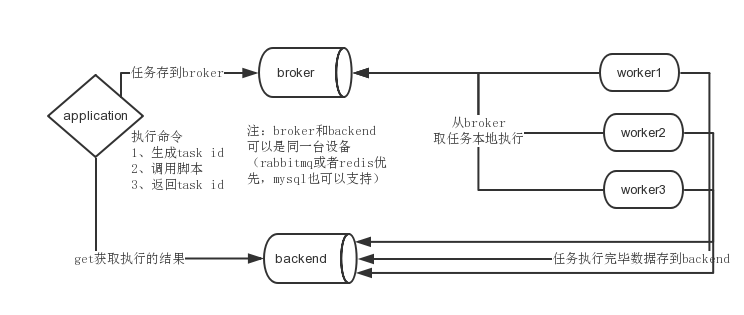 任务存到broker
broker
worker1
application
从broker
取任务本地执行
worker2
执行命令
1、生成task id
2、调用脚本
3、返回task id
注：broker和backend
可以是同一台设备
（rabbitmq或者redis优
先，mysql也可以支持）
worker3
get获取执行的结果
backend
任务执行完毕数据存到backend